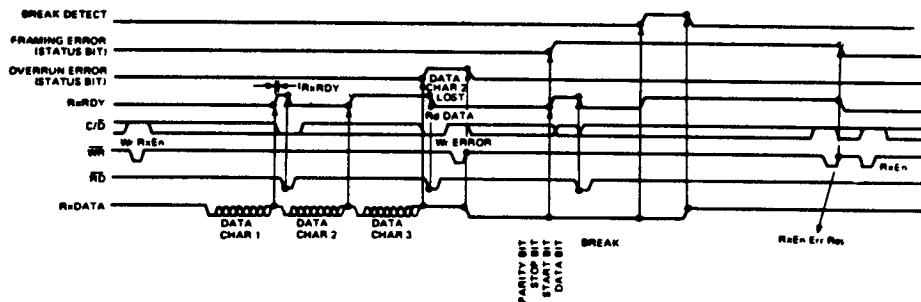 BREAK DETECT
FRAMING ERROR
(STATUS BIT)
OVERRUN ERROR
(STATUS BIT)
DATA
CHAR 2
LOST
tRxRDY
RxRDY
Rd DATA
C/D
Wr RxEn
Wr ERROR
WR
RxEn
RD
RxDATA
DATA
CHAR 1
DATA
CHAR 2
DATA
CHAR 3
PARITY BIT
STOP BIT
START BIT
DATA BIT
BREAK
RxEn Err Res